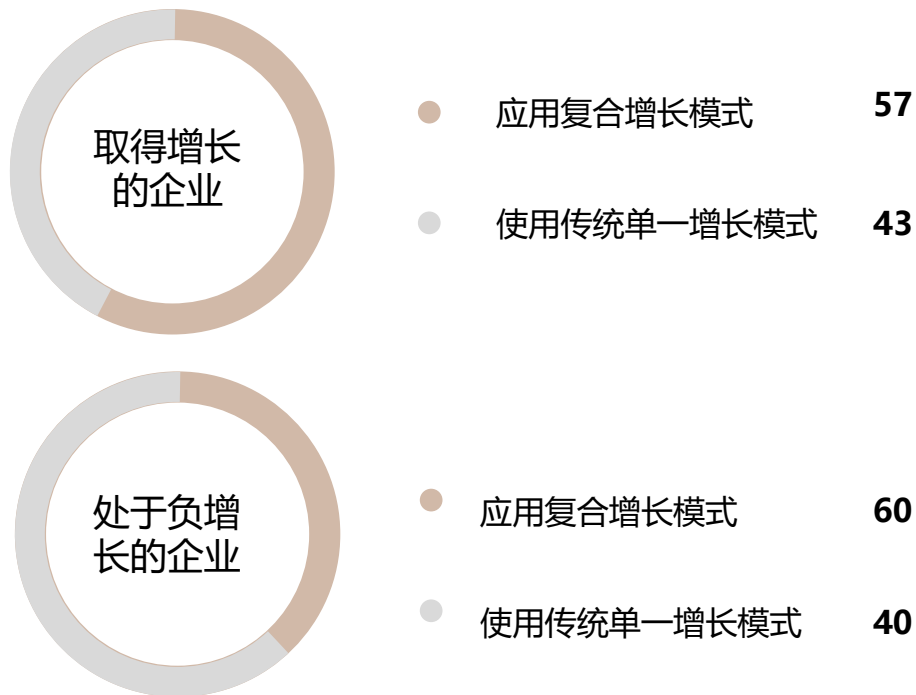 取得增长
的企业
应用复合增长模式 57
使用传统单一增长模式 43
处于负增
长的企业
应用复合增长模式 60
使用传统单一增长模式 40